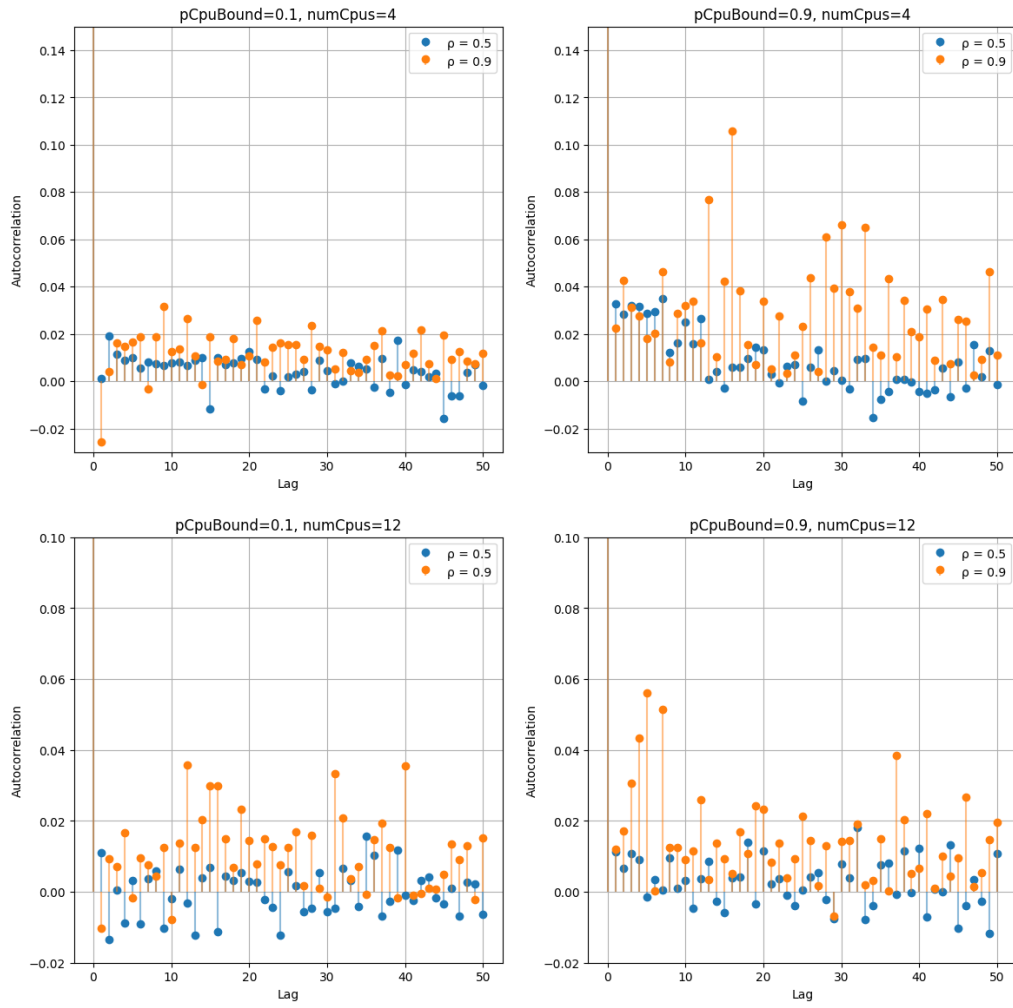 pCpuBound=0.1, numCpus=4
0.14
0.12
0.10
0.08
0.06
0.04
0.02
0.00
−0.02
Autocorrelation
0
10
20
30
40
50
Lag
ρ = 0.5
ρ = 0.9
pCpuBound=0.9, numCpus=4
0.14
0.12
0.10
0.08
0.06
0.04
0.02
0.00
−0.02
Autocorrelation
0
10
20
30
40
50
Lag
ρ = 0.5
ρ = 0.9
pCpuBound=0.1, numCpus=12
0.10
0.08
0.06
0.04
0.02
0.00
−0.02
Autocorrelation
0
10
20
30
40
50
Lag
ρ = 0.5
ρ = 0.9
pCpuBound=0.9, numCpus=12
0.10
0.08
0.06
0.04
0.02
0.00
−0.02
Autocorrelation
0
10
20
30
40
50
Lag
ρ = 0.5
ρ = 0.9